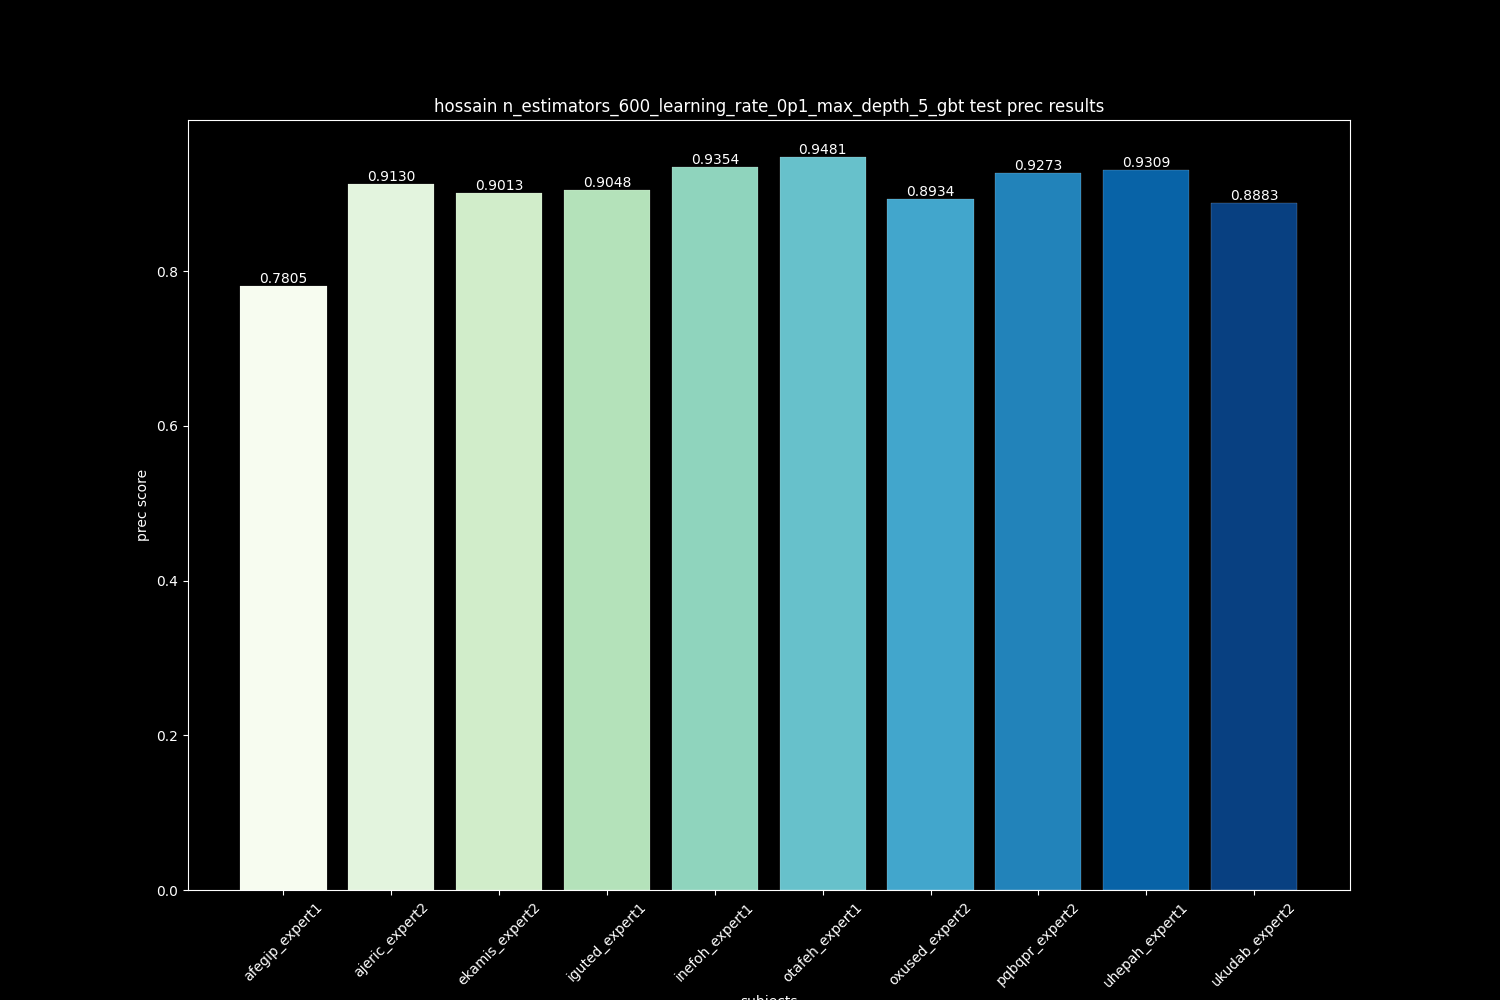 hossain n_estimators_600_learning_rate_0p1_max_depth_5_gbt test prec results
0.7805
0.9130
0.9013
0.9048
0.9354
0.9481
0.8934
0.9273
0.9309
0.8883
0.8
0.6
0.4
0.2
0.0
prec score
afegip_expert1
ajeric_expert2
ekamis_expert2
iguted_expert1
inefoh_expert1
otafeh_expert1
oxused_expert2
pqbqpr_expert2
uhepah_expert1
ukudab_expert2
subjects